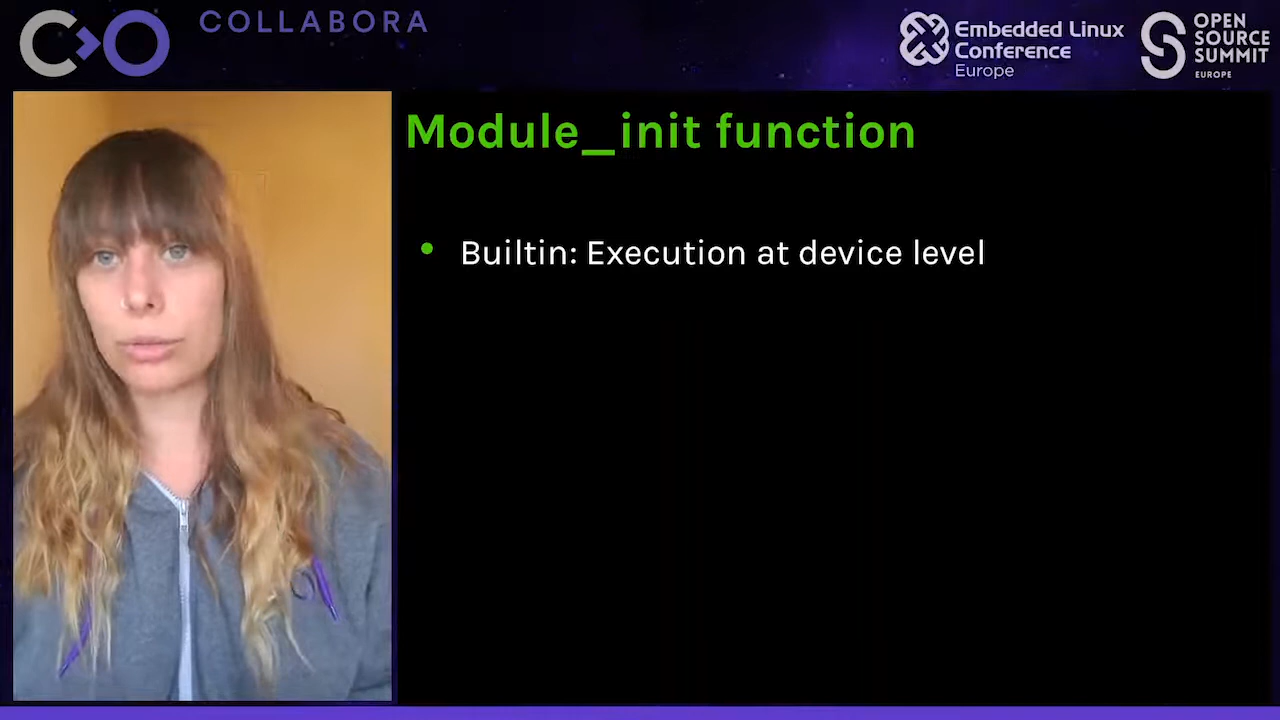 COLLABORA
Embedded Linux
Conference
Europe
OPEN
SOURCE
SUMMIT
EUROPE
Module_init function
• Builtin: Execution at device level